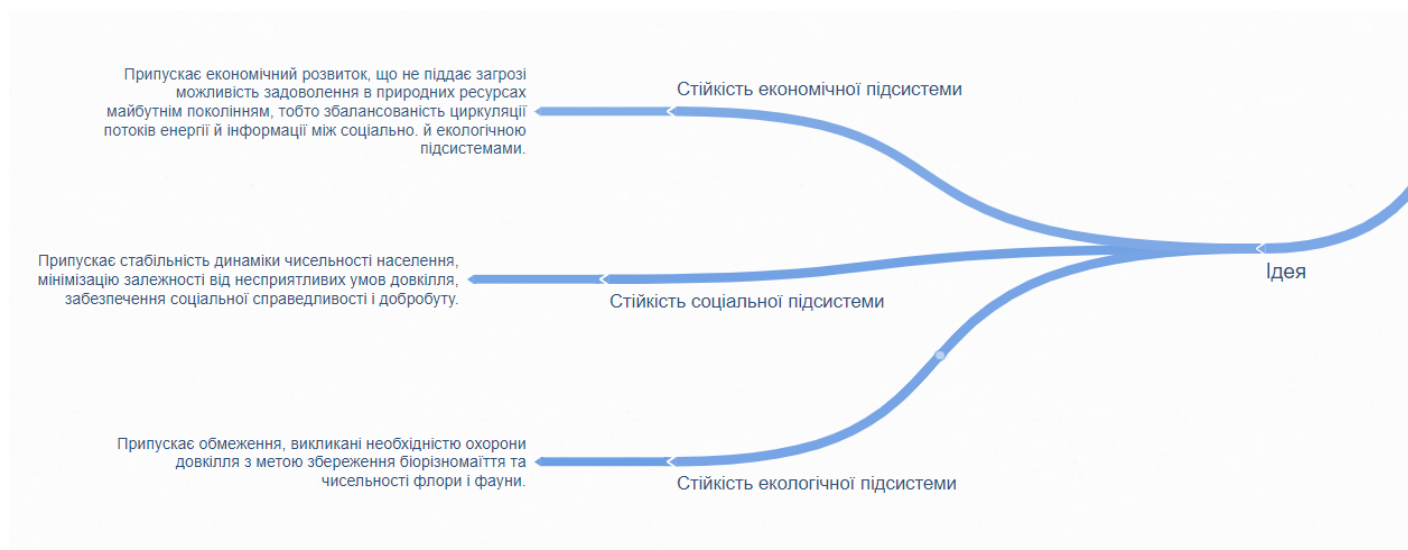 Припускає економічний розвиток, що не піддає загрозі
можливість задоволення в природних ресурсах
майбутнім поколінням, тобто збалансованість циркуляції
потоків енергії й інформації між соціально. й екологічною
підсистемами.
Стійкість економічної підсистеми
Припускає стабільність динаміки чисельності населення,
мінімізацію залежності від несприятливих умов довкілля,
забезпечення соціальної справедливості і добробуту.
Стійкість соціальної підсистеми
Ідея
Припускає обмеження, викликані необхідністю охорони
довкілля з метою збереження біорізномаїття та
чисельності флори і фауни.
Стійкість екологічної підсистеми